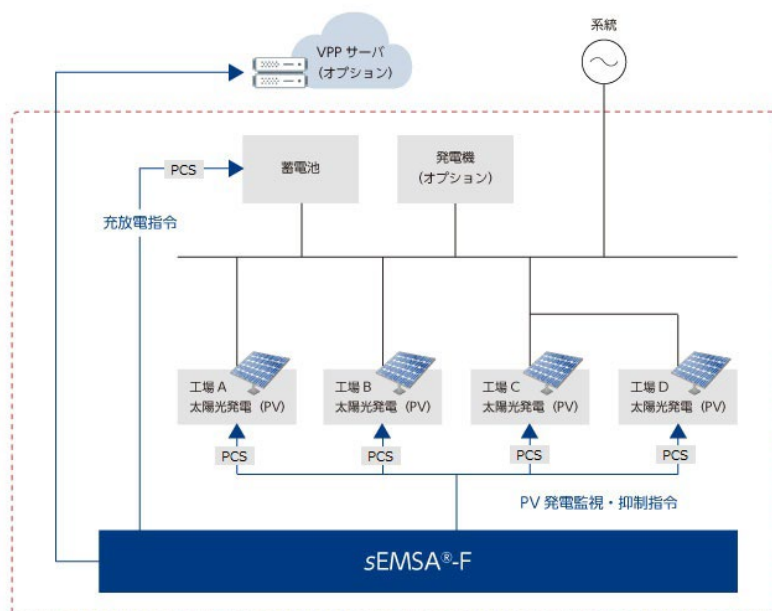 VPP サーバ
(オプション)
系統
PCS
蓄電池
発電機
(オプション)
充放電指令
工場 A
太陽光発電 (PV)
工場 B
太陽光発電 (PV)
工場 C
太陽光発電 (PV)
工場 D
太陽光発電 (PV)
PCS
PCS
PCS
PCS
PV 発電監視・抑制指令
sEMSA®-F